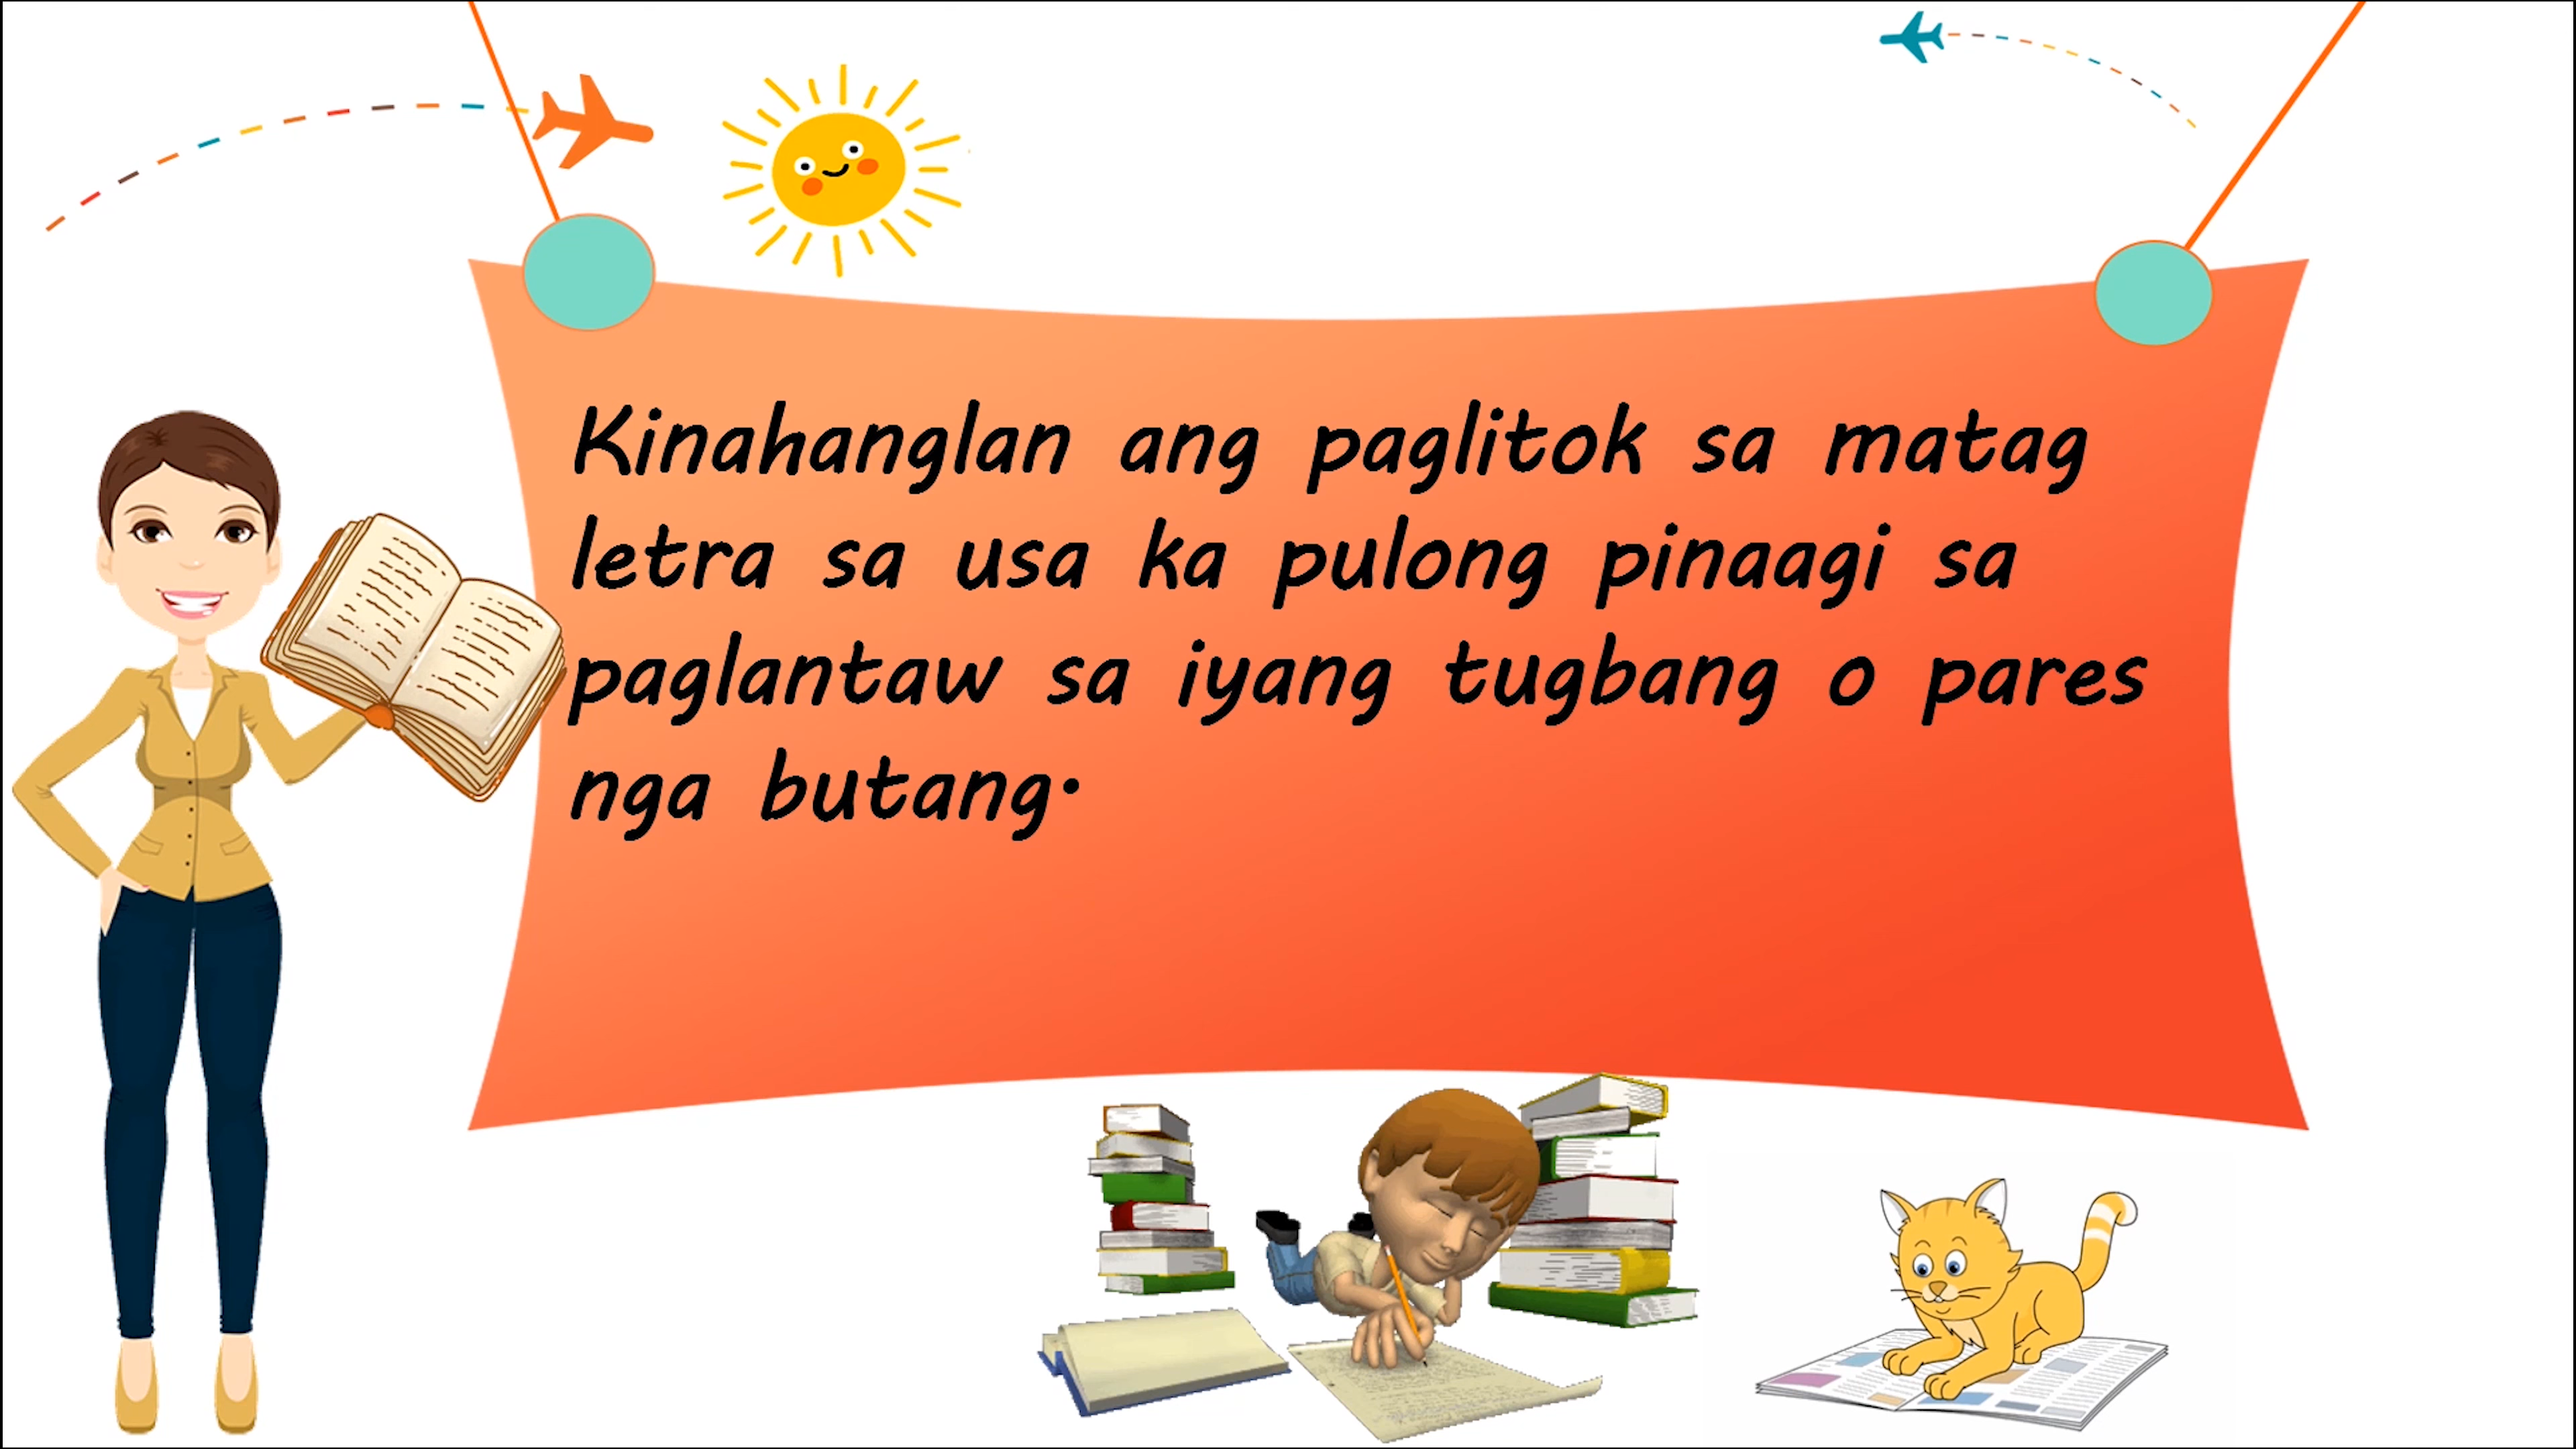 Kinahanglan ang paglitok sa matag
letra sa usa ka pulong pinaagi sa
paglantaw sa iyang tugbang o pares
nga butang.